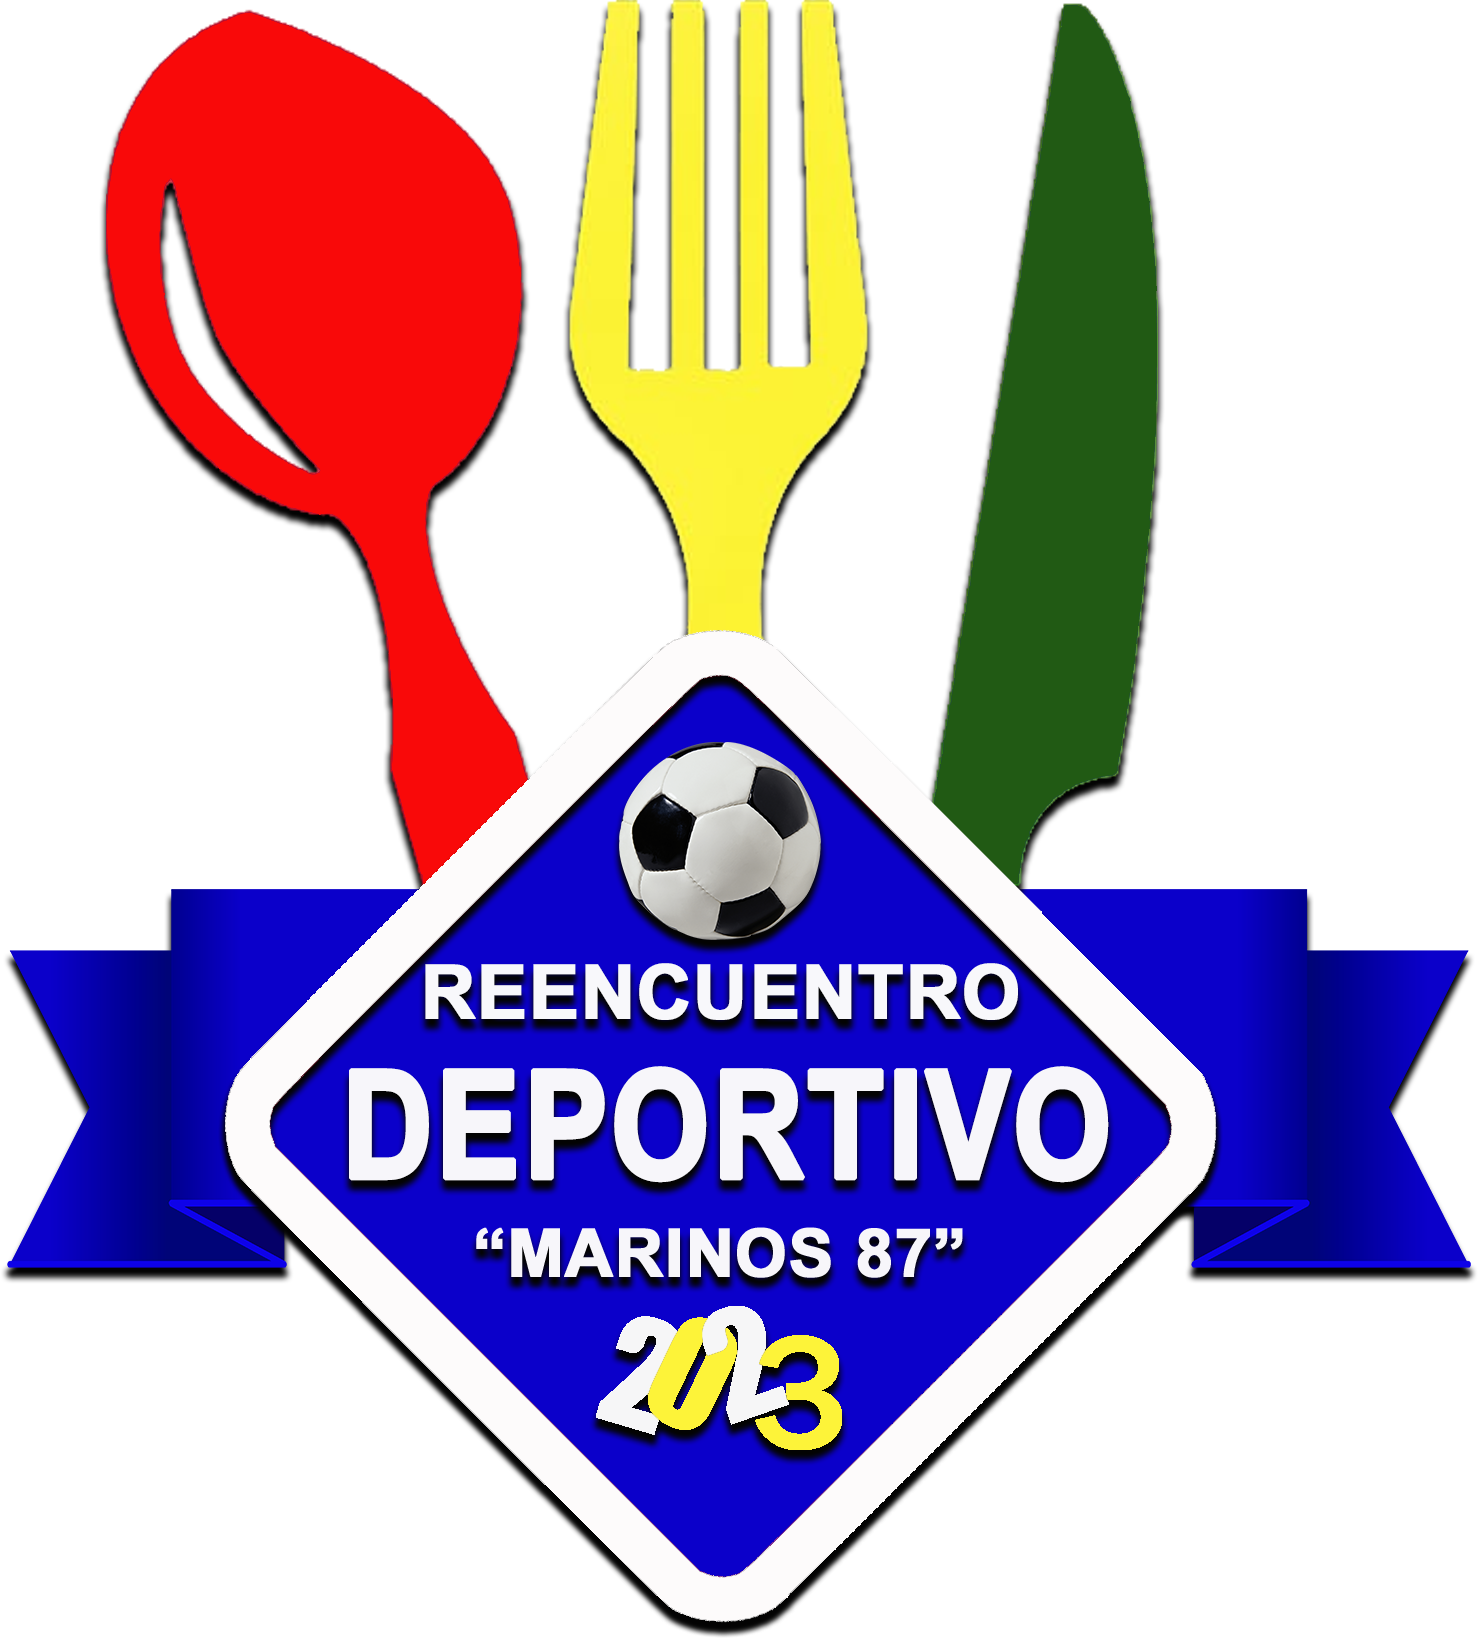 REENCUENTRO
DEPORTIVO
“MARINOS 87”
2023